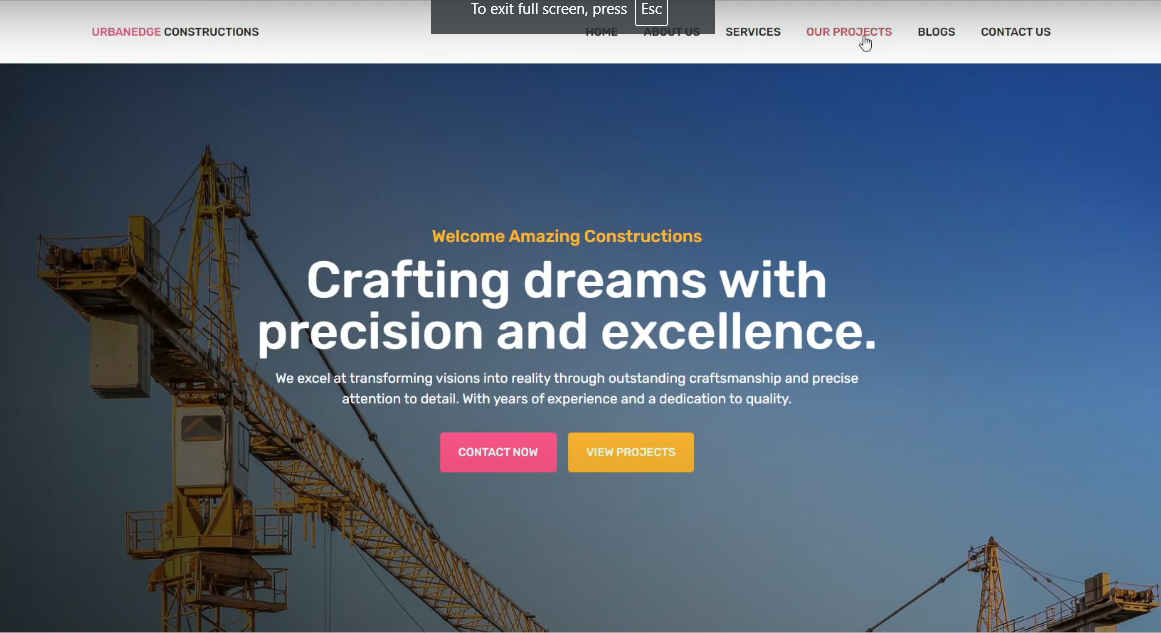 To exit full screen, press Esc
URBANEDGE CONSTRUCTIONS HOME ABOUT US SERVICES OUR PROJECTS BLOGS CONTACT US
Welcome Amazing Constructions
Crafting dreams with
precision and excellence.
We excel at transforming visions into reality through outstanding craftsmanship and precise
attention to detail. With years of experience and a dedication to quality.
CONTACT NOW VIEW PROJECTS